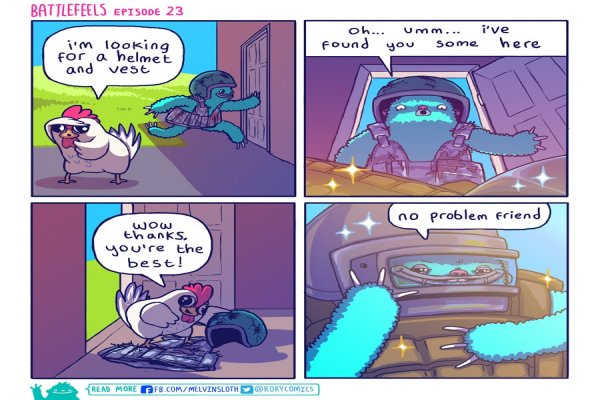 BATTLEFEELS EPISODE 23
i'm looking
for a helmet
and vest
oh... umm... i've
found you some here
wow
thanks,
you're the
best!
no problem friend
READ MORE f FB.COM/MELVINSLOTH @RORYCOMICS